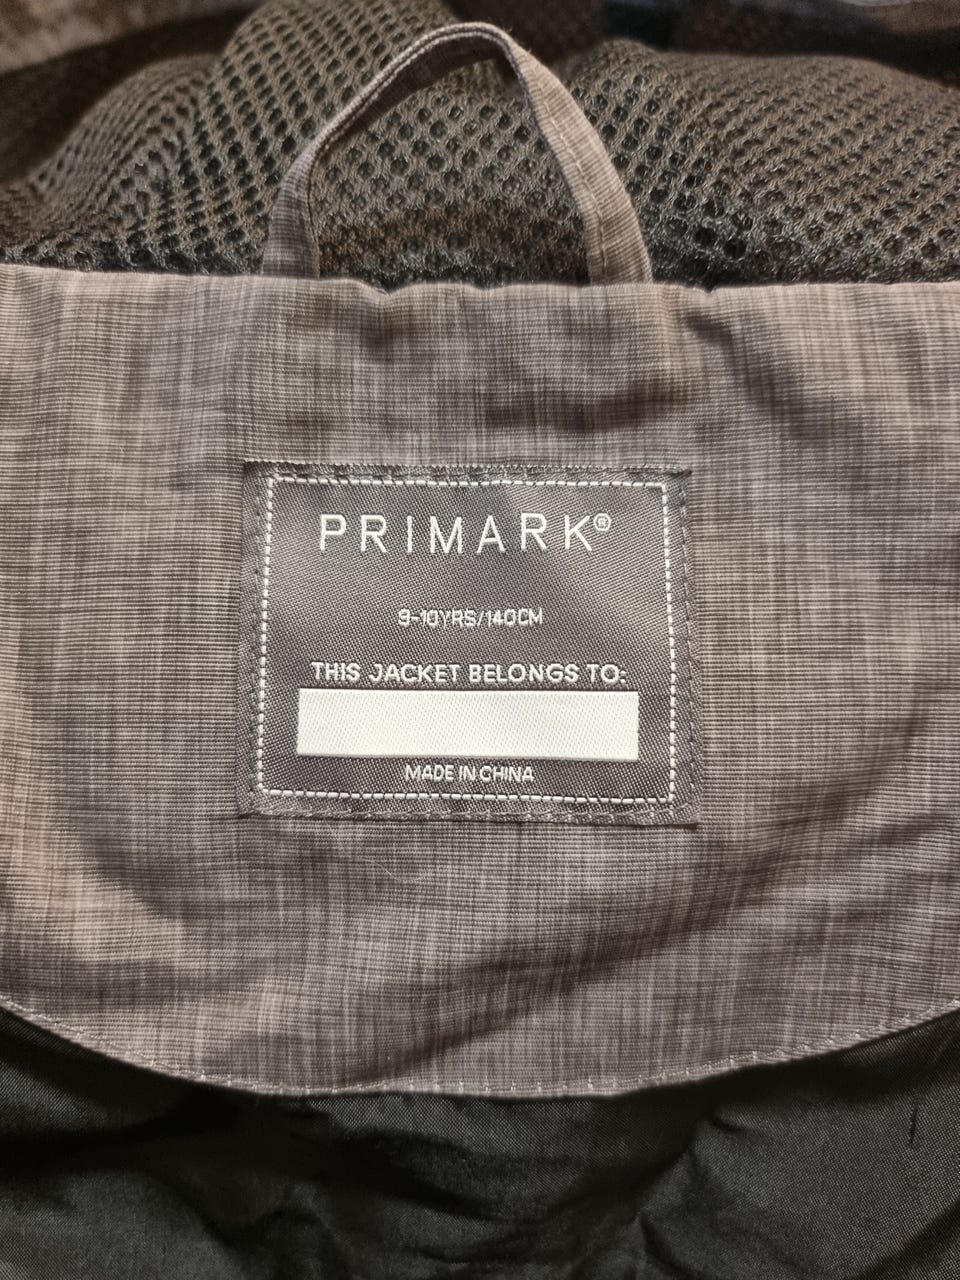 PRIMARK®
9-10YRS/140CM
THIS JACKET BELONGS TO:
MADE IN CHINA